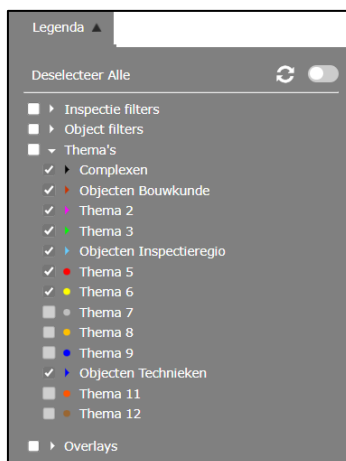 Legenda
Deselecteer Alle
Inspectie filters
Object filters
Thema's
Complexen
Objecten Bouwkunde
Thema 2
Thema 3
Objecten Inspectieregio
Thema 5
Thema 6
Thema 7
Thema 8
Thema 9
Objecten Technieken
Thema 11
Thema 12
Overlays